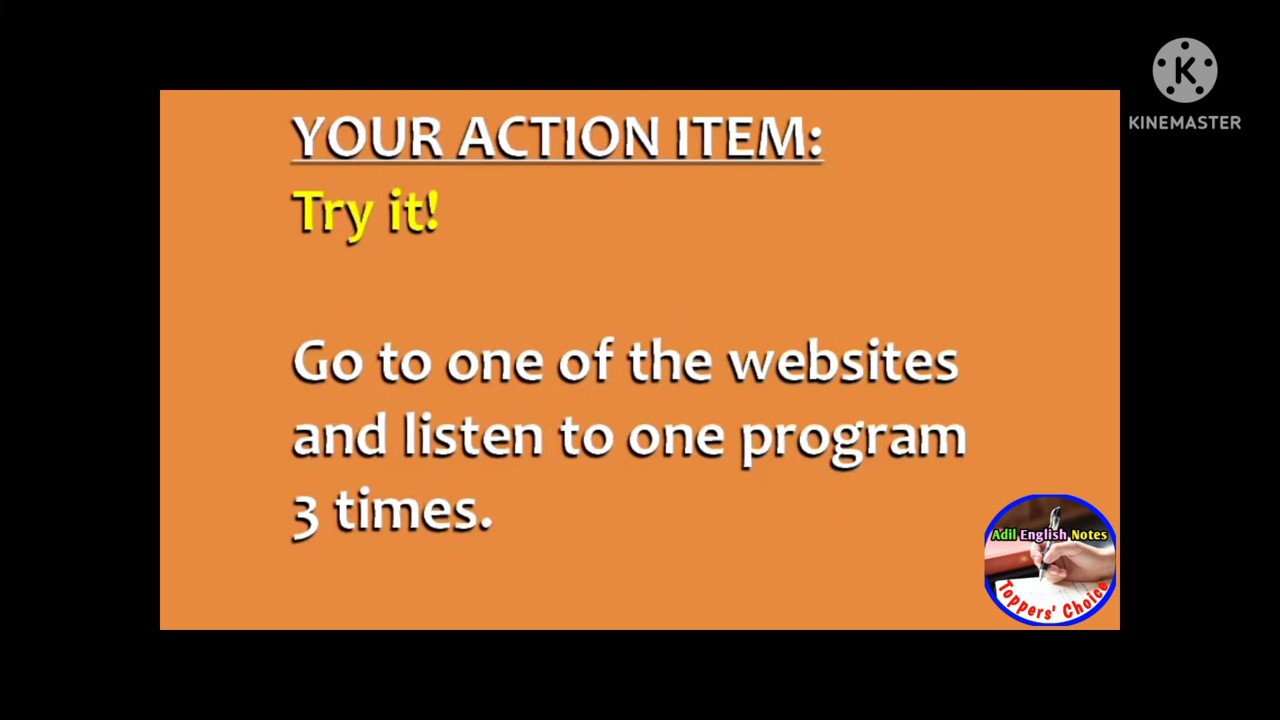 YOUR ACTION ITEM:
Try it!
Go to one of the websites
and listen to one program
3 times.
KINEMASTER
Adil English Notes
Toppers' Choice